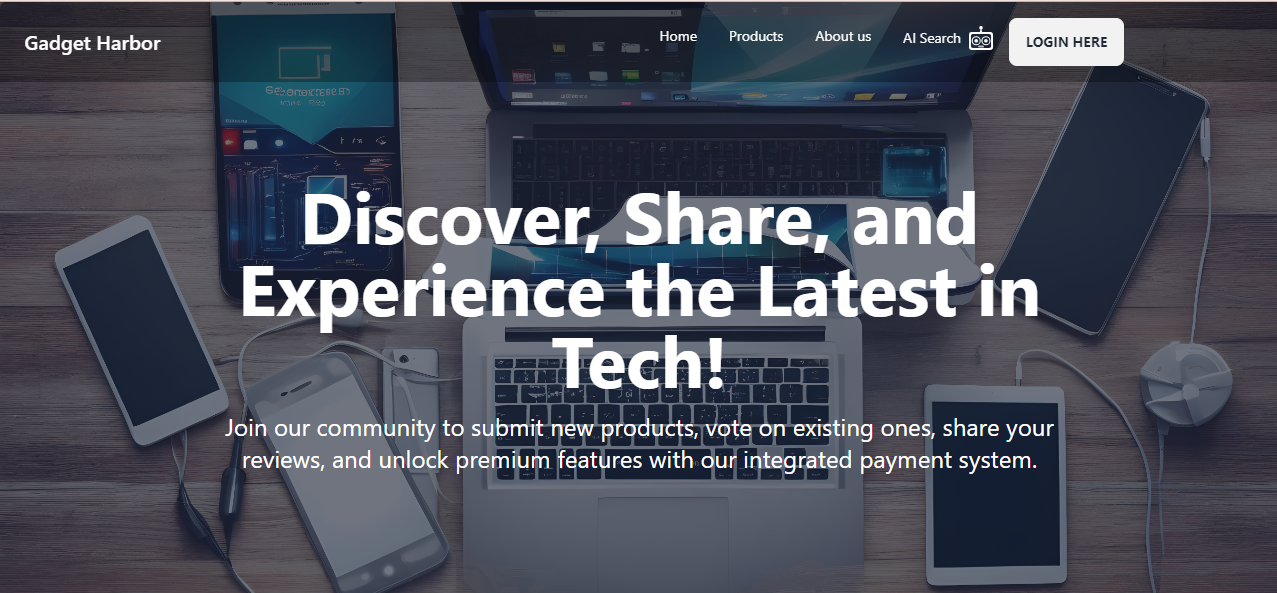 Gadget Harbor
Home
Products
About us
AI Search
LOGIN HERE
Discover, Share, and
Experience the Latest in
Tech!
Join our community to submit new products, vote on existing ones, share your
reviews, and unlock premium features with our integrated payment system.